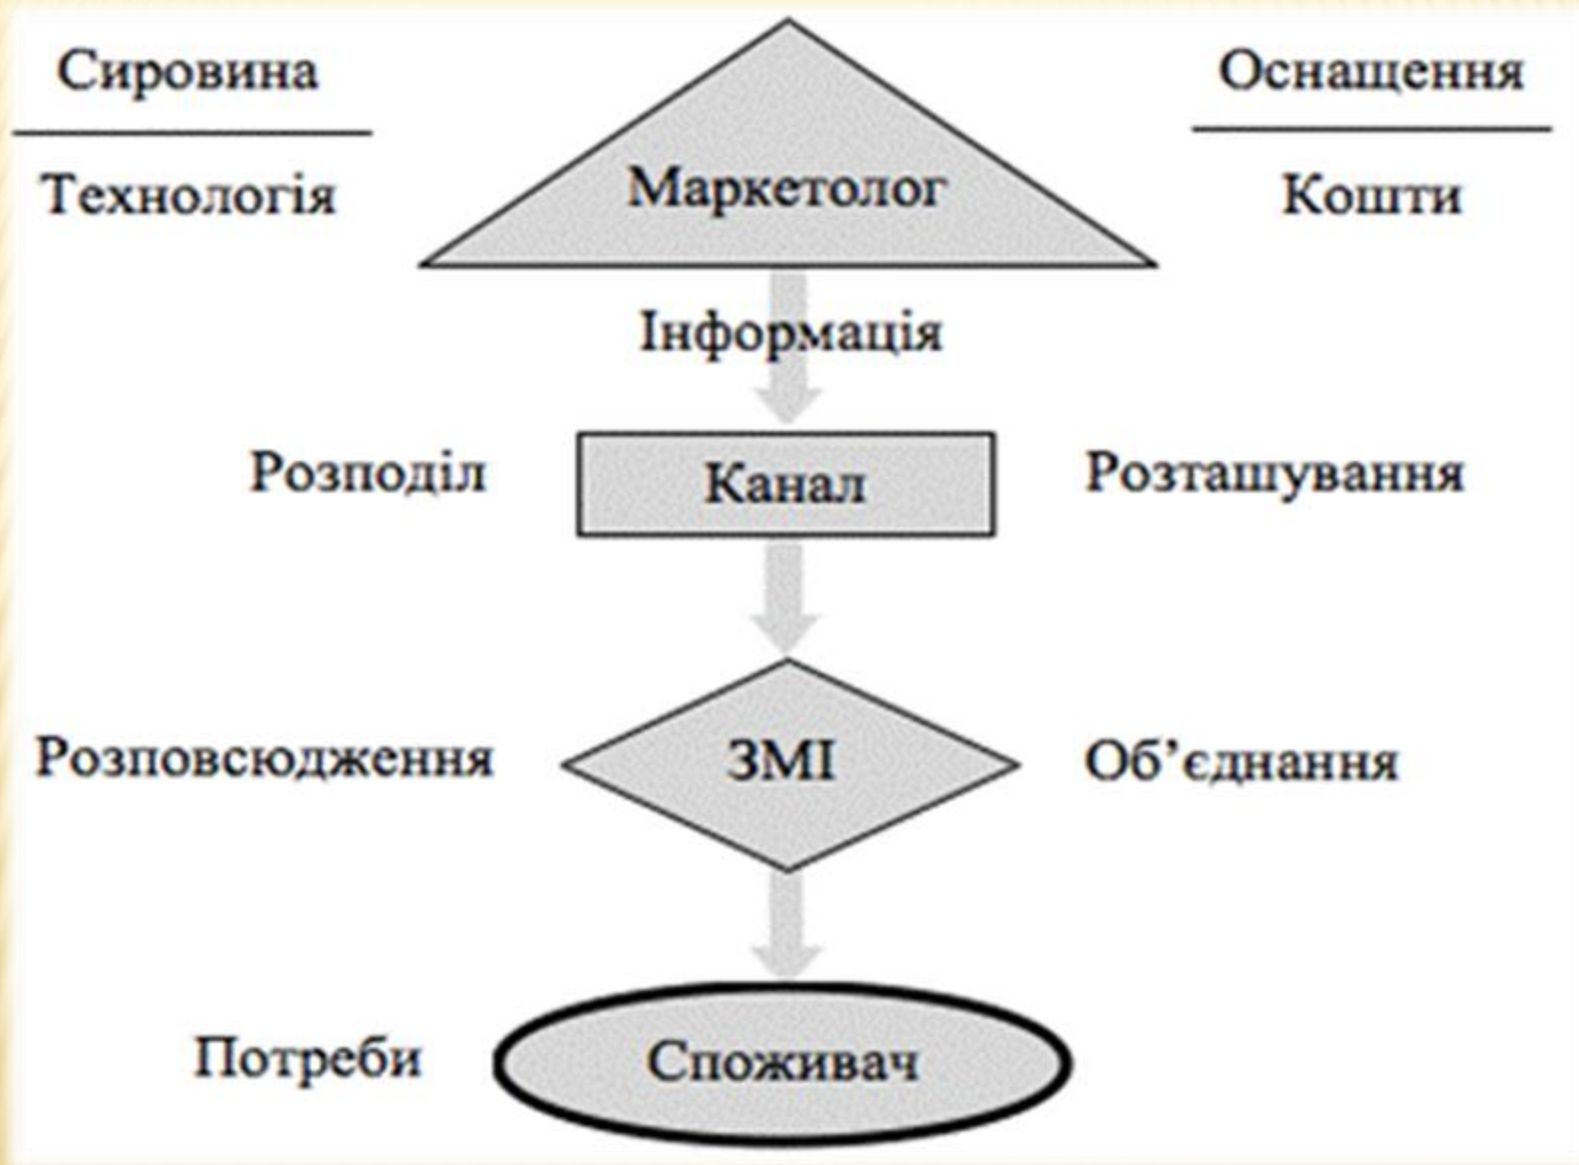 Сировина
Оснащення
Технологія
Маркетолог
Кошти
Інформація
Розподіл
Канал
Розташування
Розповсюдження
ЗМІ
Об’єднання
Потреби
Споживач